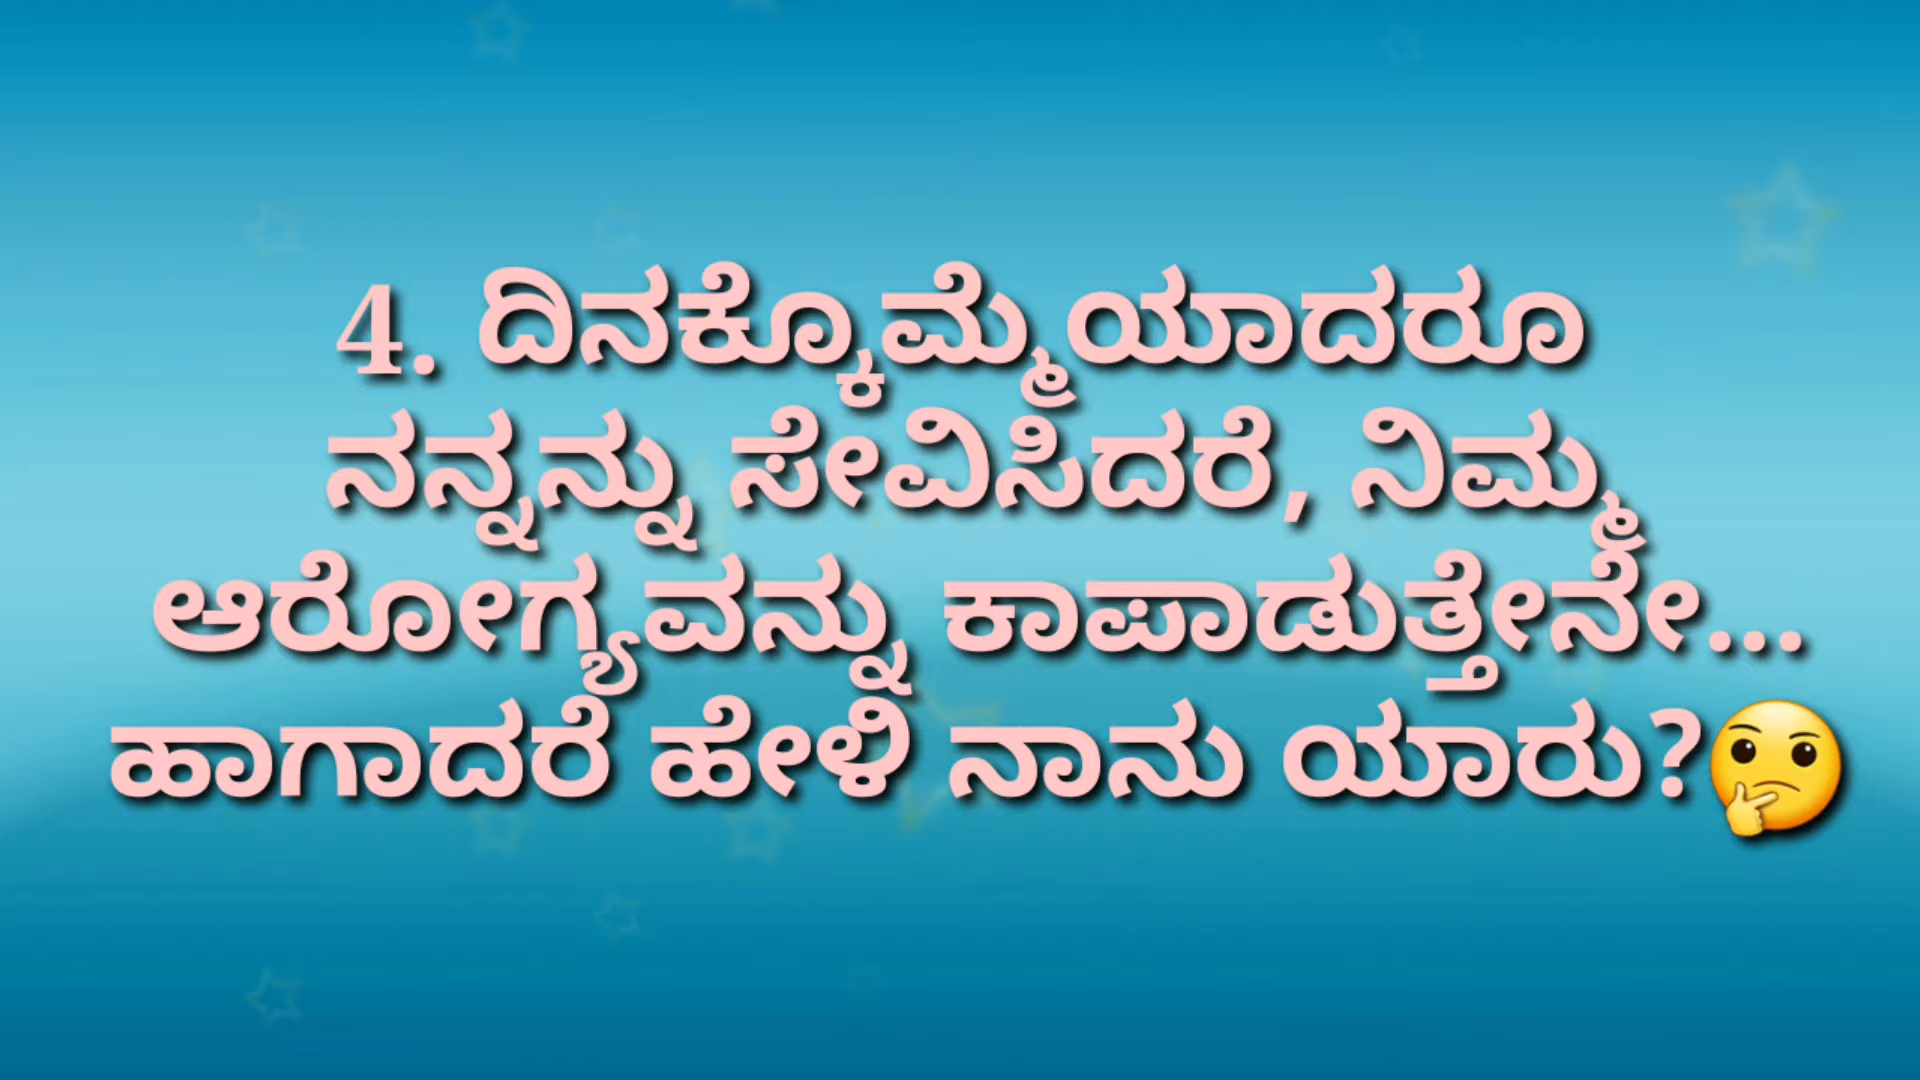 4. ದಿನಕ್ಕೊಮ್ಮೆಯಾದರೂ
ನನ್ನನ್ನು ಸೇವಿಸಿದರೆ, ನಿಮ್ಮ
ಆರೋಗ್ಯವನ್ನು ಕಾಪಾಡುತ್ತೇನೇ...
ಹಾಗಾದರೆ ಹೇಳಿ ನಾನು ಯಾರು?🤔